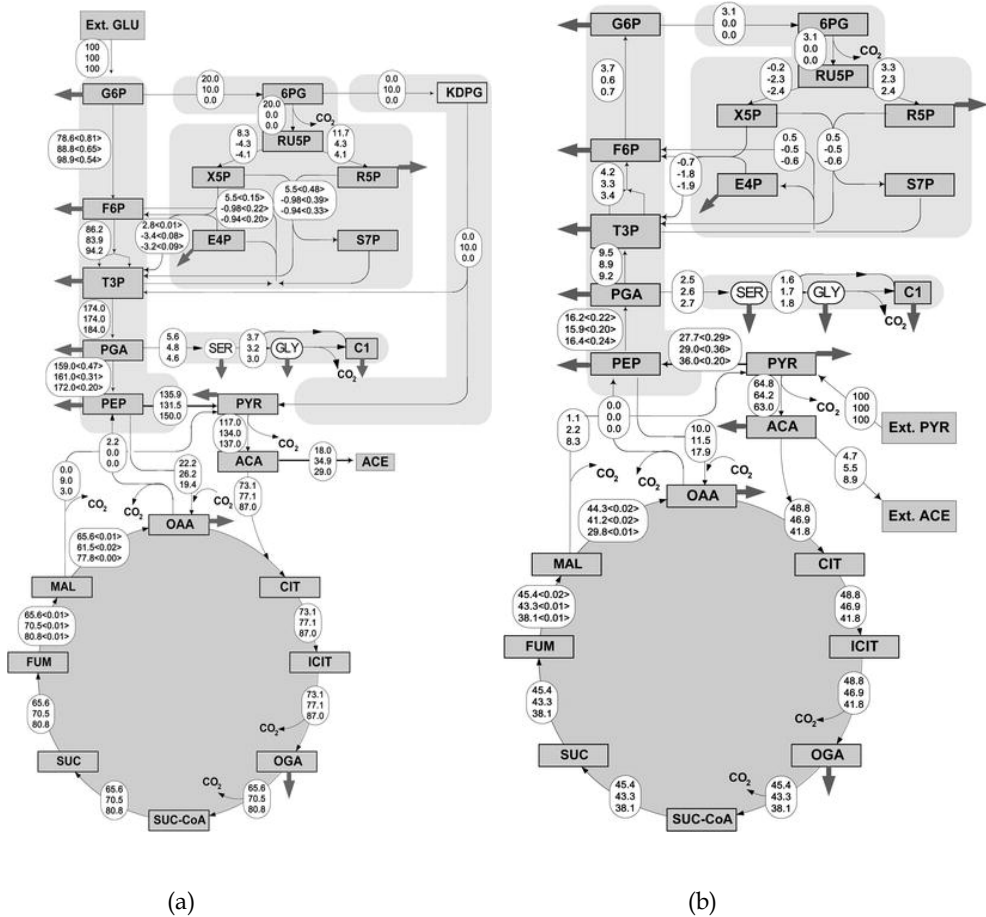 Ext. GLU
100
100
100
G6P
20.0
10.0
0.0
6PG
0.0
10.0
0.0
KDPG
20.0
0.0
0.0
CO2
RU5P
78.6<0.81>
88.8<0.65>
98.9<0.54>
8.3
-4.3
-4.1
11.7
4.3
4.1
X5P
R5P
5.5<0.15>
-0.98<0.22>
-0.94<0.20>
5.5<0.48>
-0.98<0.39>
-0.94<0.33>
F6P
2.8<0.01>
-3.4<0.08>
-3.2<0.09>
E4P
S7P
86.2
83.9
94.2
0.0
10.0
0.0
T3P
174.0
174.0
184.0
PGA
5.6
4.8
4.6
SER
3.7
3.2
3.0
GLY
C1
CO2
159.0<0.47>
161.0<0.31>
172.0<0.20>
PEP
135.9
131.5
150.0
PYR
117.0
134.0
137.0
CO2
ACA
18.0
34.9
29.0
ACE
2.2
0.0
0.0
0.0
9.0
3.0
CO2
CO2
22.2
26.2
19.4
CO2
73.1
77.1
87.0
OAA
65.6<0.01>
61.5<0.02>
77.8<0.00>
MAL
CIT
65.6<0.01>
70.5<0.01>
80.8<0.01>
73.1
77.1
87.0
FUM
ICIT
65.6
70.5
80.8
73.1
77.1
87.0
CO2
SUC
OGA
65.6
70.5
80.8
CO2
65.6
70.5
80.8
SUC-CoA
(a)
G6P
3.1
0.0
0.0
6PG
3.1
0.0
0.0
CO2
RU5P
3.7
0.6
0.7
-0.2
-2.3
-2.4
3.3
2.3
2.4
X5P
R5P
F6P
-0.7
-1.8
-1.9
0.5
-0.5
-0.6
0.5
-0.5
-0.6
E4P
S7P
4.2
3.3
3.4
T3P
9.5
8.9
9.2
PGA
2.5
2.6
2.7
SER
1.6
1.7
1.8
GLY
C1
CO2
16.2<0.22>
15.9<0.20>
16.4<0.24>
PEP
27.7<0.29>
29.0<0.36>
36.0<0.20>
PYR
64.8
64.2
63.0
CO2
100
100
100
Ext. PYR
ACA
0.0
0.0
0.0
1.1
2.2
8.3
10.0
11.5
17.9
4.7
5.5
8.9
Ext. ACE
CO2
CO2
CO2
OAA
48.8
46.9
41.8
44.3<0.02>
41.2<0.02>
29.8<0.01>
MAL
CIT
45.4<0.02>
43.3<0.01>
38.1<0.01>
48.8
46.9
41.8
FUM
ICIT
45.4
43.3
38.1
48.8
46.9
41.8
CO2
SUC
OGA
45.4
43.3
38.1
CO2
45.4
43.3
38.1
SUC-CoA
(b)